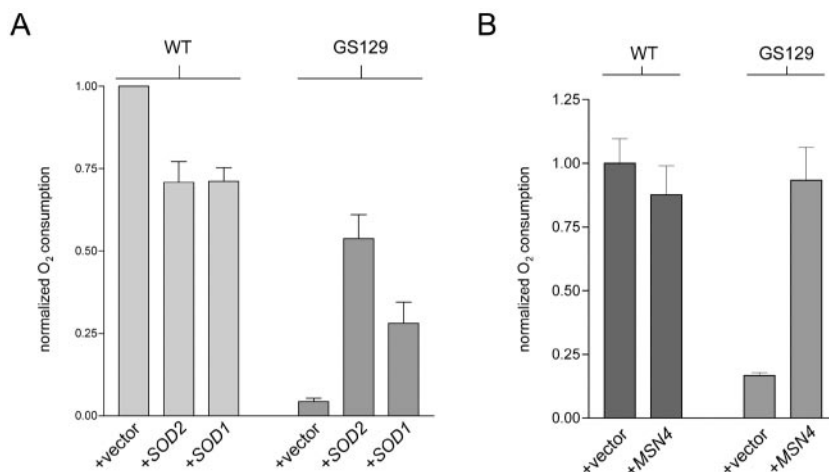 A
WT
GS129
normalized O₂ consumption
1.00
0.75
0.50
0.25
0.00
+vector
+SOD2
+SOD1
+vector
+SOD2
+SOD1
B
WT
GS129
normalized O₂ consumption
1.25
1.00
0.75
0.50
0.25
0.00
+vector
+MSN4
+vector
+MSN4